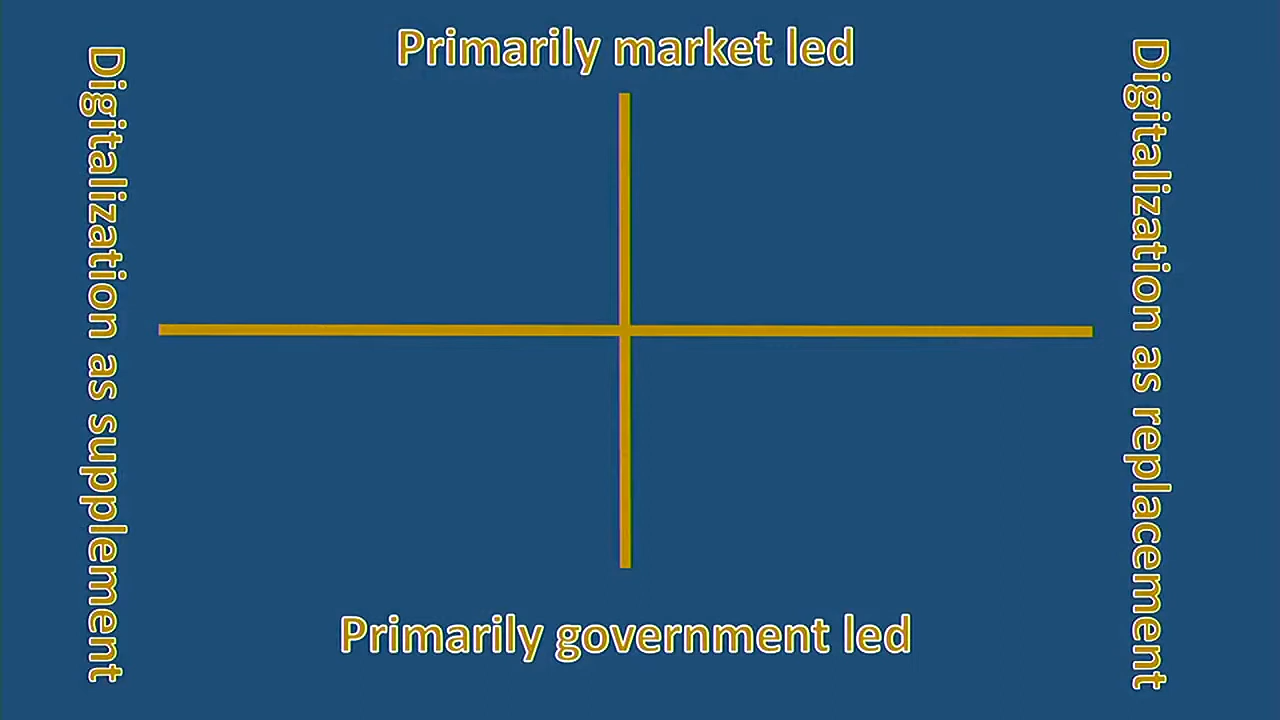 Primarily market led
Digitalization as supplement
Digitalization as replacement
Primarily government led